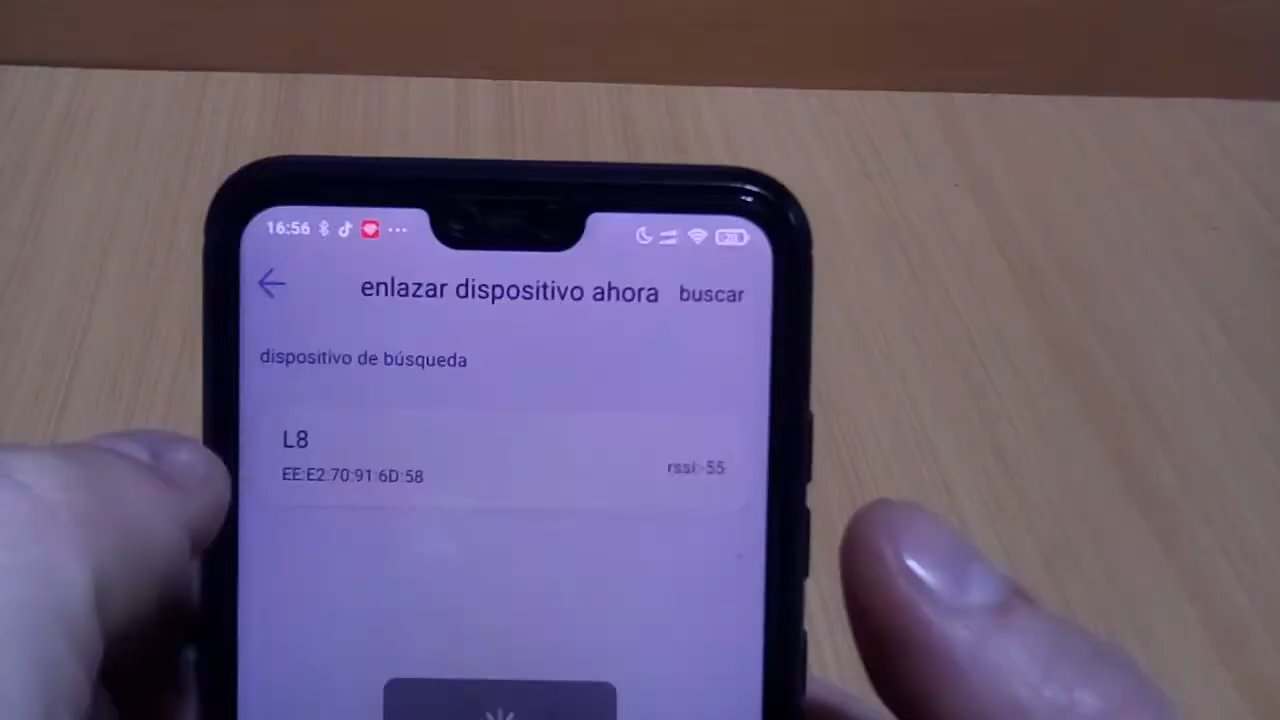 16:56
enlazar dispositivo ahora buscar
dispositivo de búsqueda
L8
EE:E2:70:91:6D:58 rssi:-55